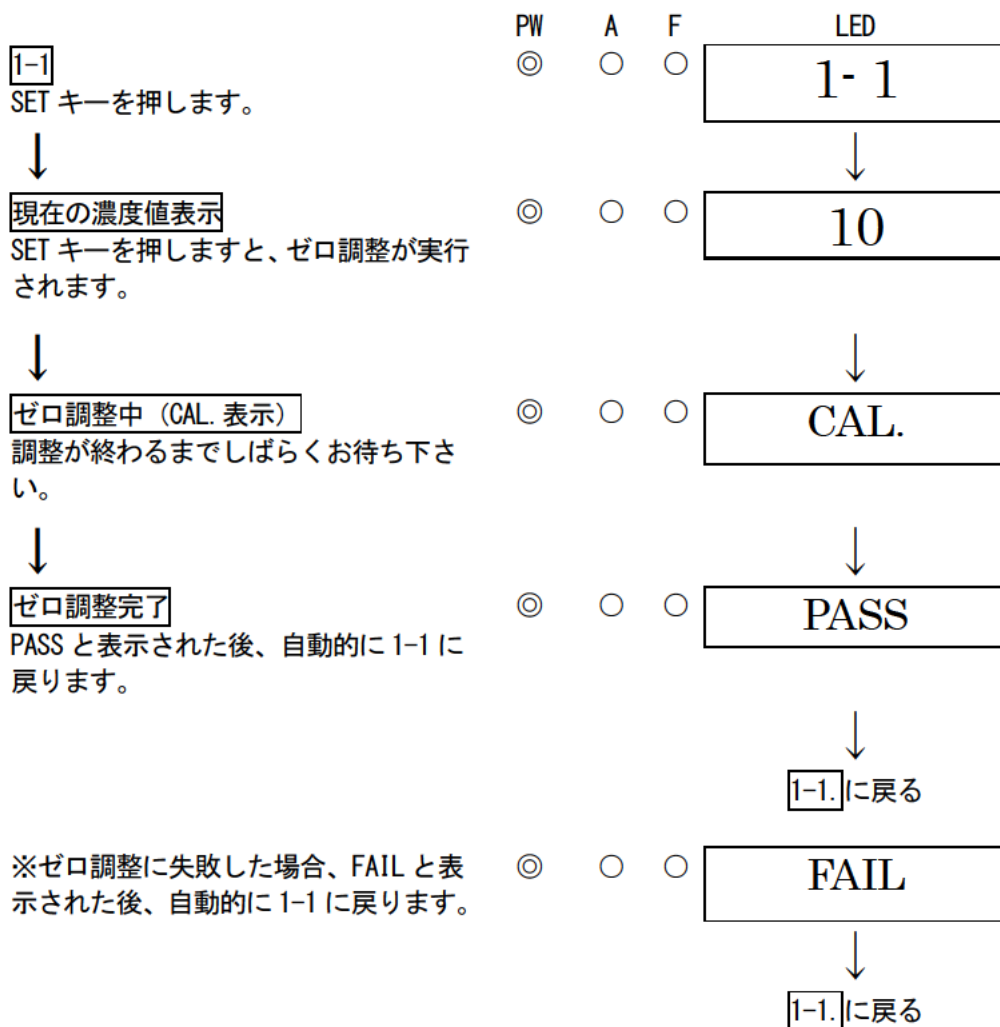 PW A F LED
1-1 ◎ ○ ○ 1- 1
SET キーを押します。
↓ ↓
現在の濃度値表示 ◎ ○ ○ 10
SET キーを押しますと、ゼロ調整が実行
されます。
↓ ↓
ゼロ調整中（CAL. 表示） ◎ ○ ○ CAL.
調整が終わるまでしばらくお待ち下さ
い。
↓ ↓
ゼロ調整完了 ◎ ○ ○ PASS
PASS と表示された後、自動的に 1-1 に
戻ります。
↓
1-1. に戻る
※ゼロ調整に失敗した場合、FAIL と表 ◎ ○ ○ FAIL
示された後、自動的に 1-1 に戻ります。
↓
1-1. に戻る